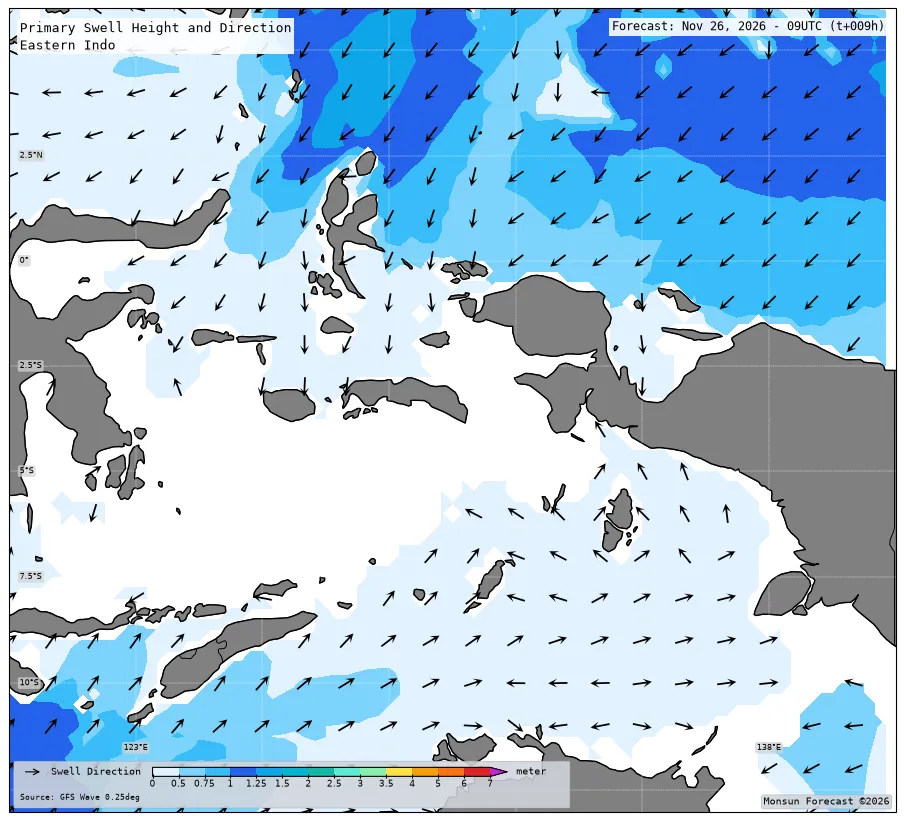 Primary Swell Height and Direction
Eastern Indo
Forecast: Nov 26, 2026 - 09UTC (t+009h)
2.5°N
0°
2.5°S
5°S
7.5°S
10°S
123°E
138°E
Swell Direction
0 0.5 0.75 1 1.25 1.5 2 2.5 3 3.5 4 5 6 7
meter
Source: GFS Wave 0.25deg
Monsun Forecast ©2026